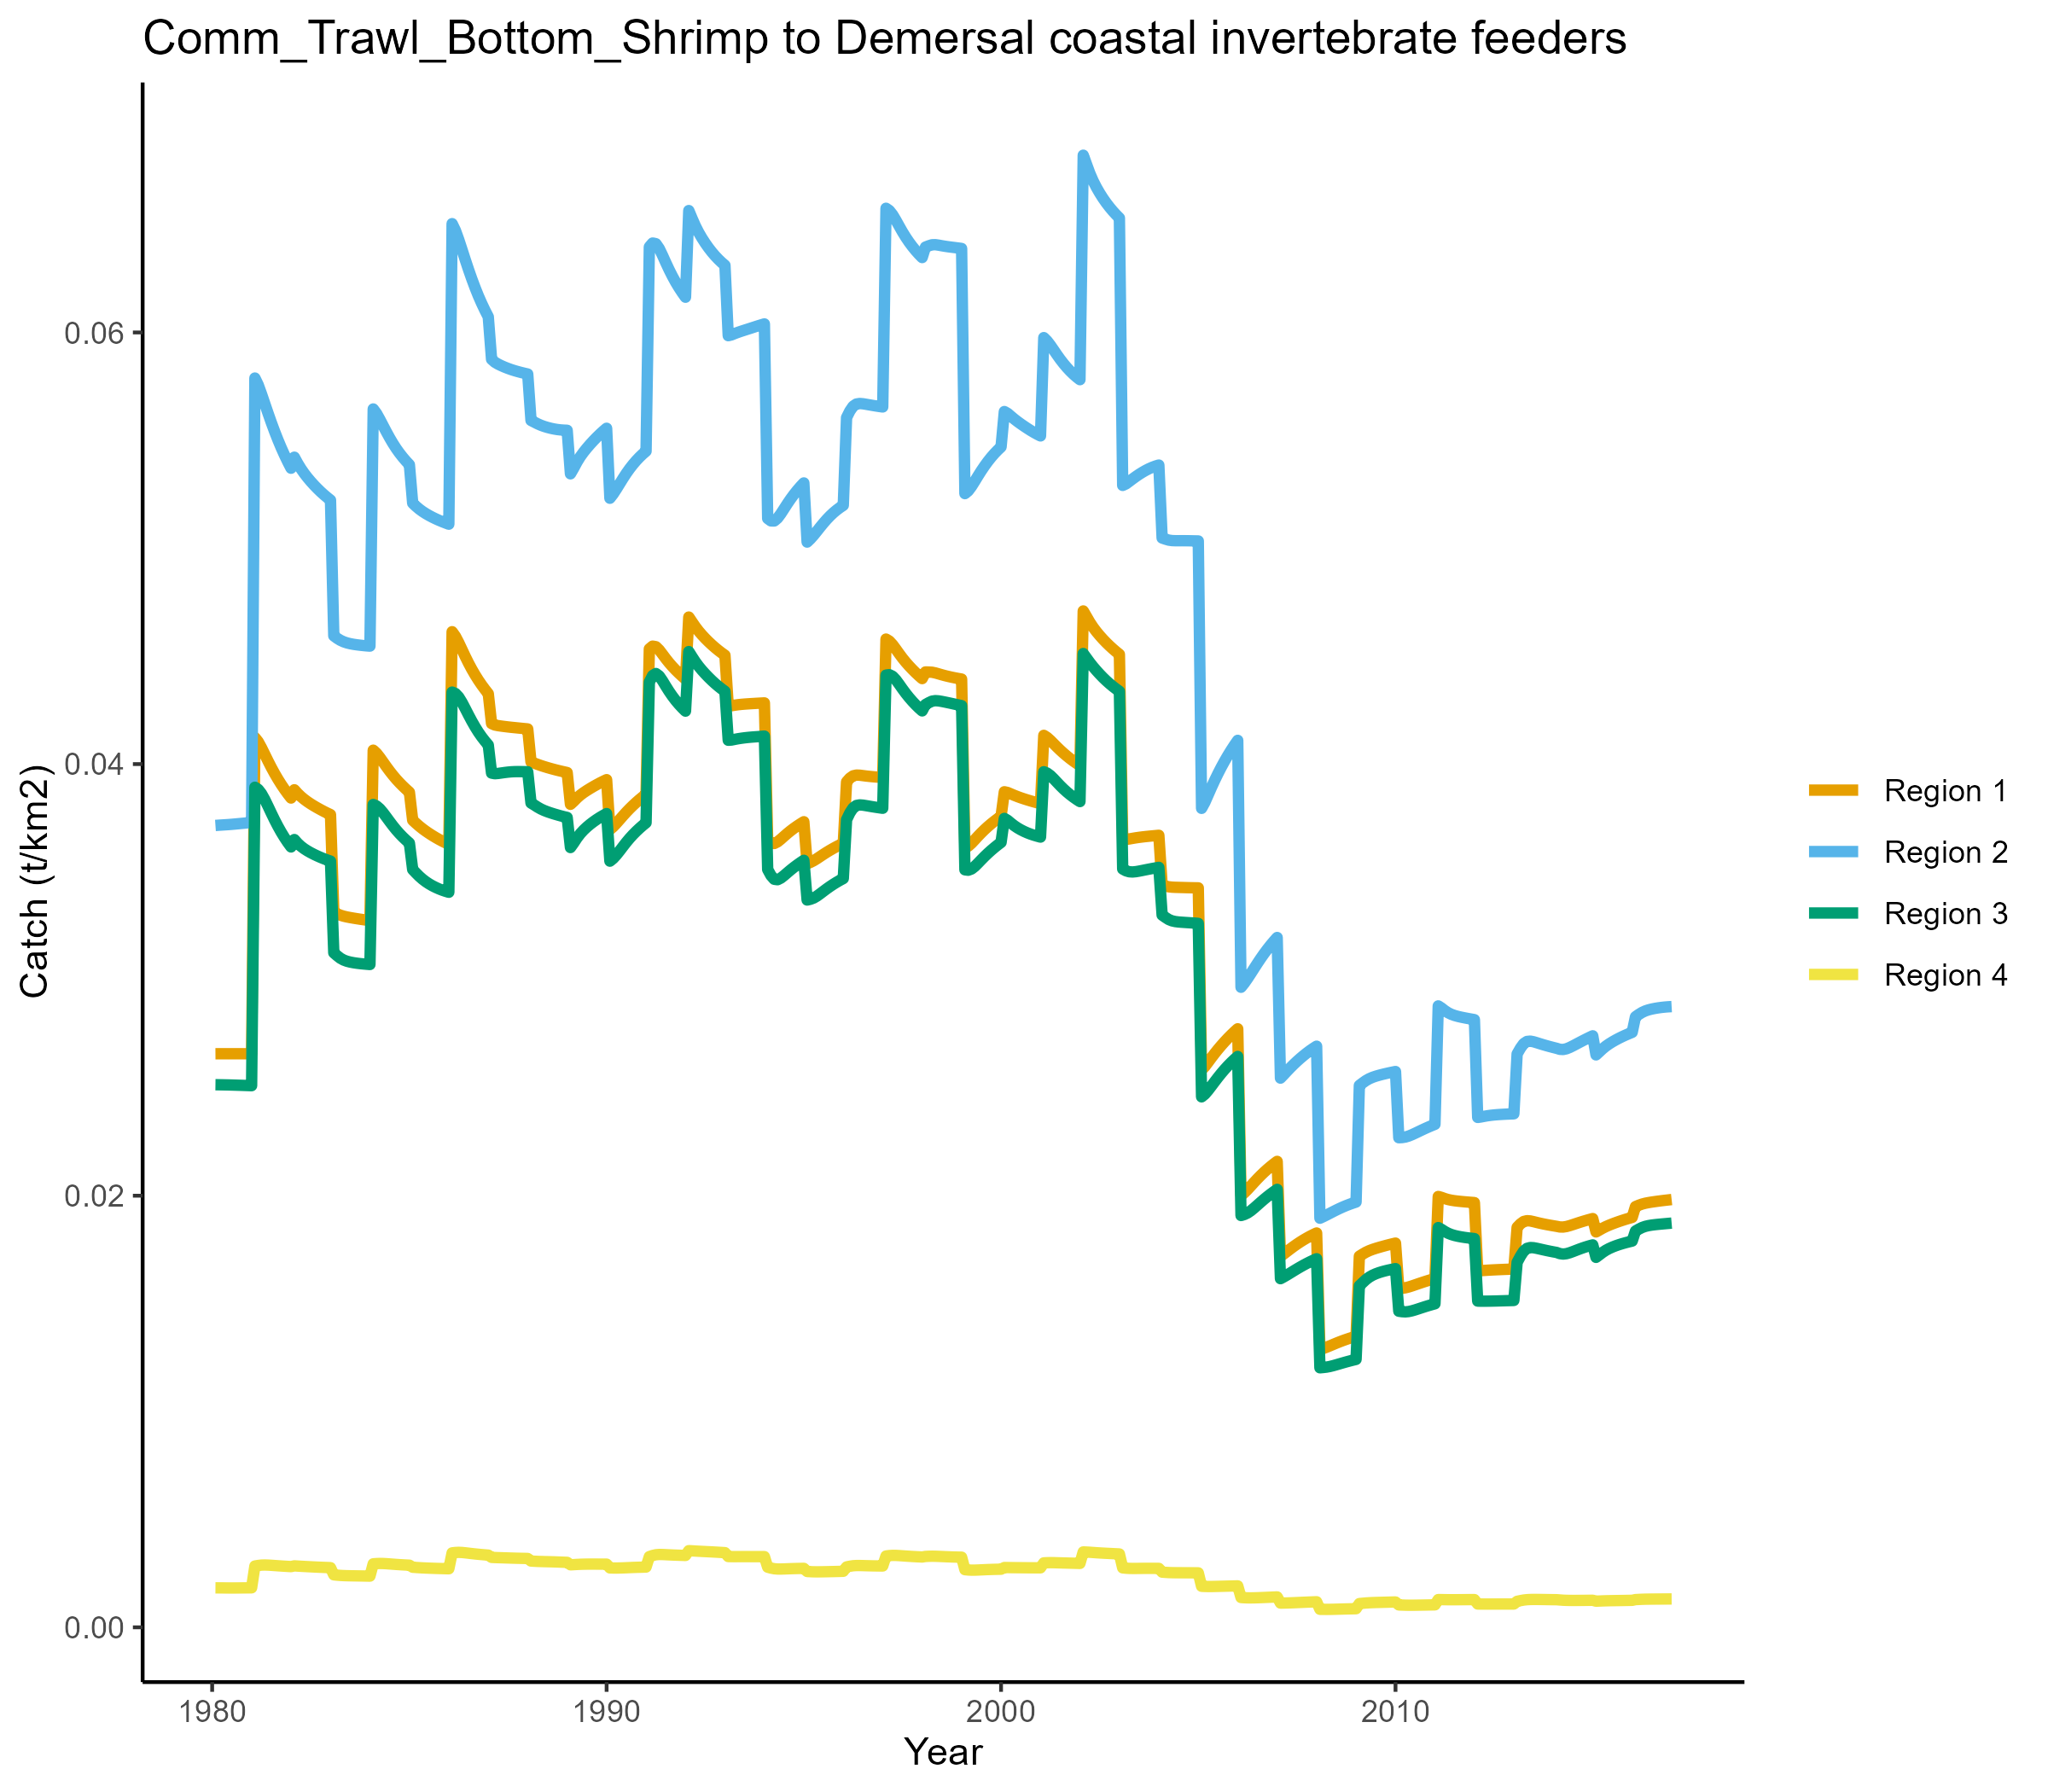 Comm_Trawl_Bottom_Shrimp to Demersal coastal invertebrate feeders
Catch (t/km2)
0.06
0.04
0.02
0.00
1980 1990 2000 2010
Year
Region 1
Region 2
Region 3
Region 4